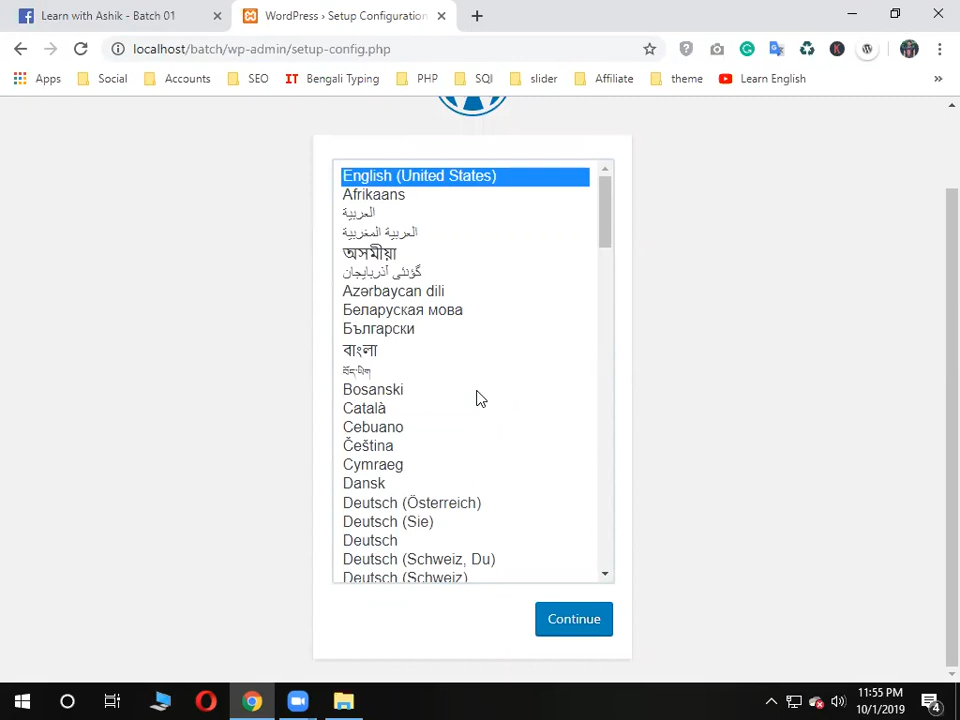 Learn with Ashik - Batch 01
WordPress › Setup Configuration
localhost/batch/wp-admin/setup-config.php
Apps Social Accounts SEO IT Bengali Typing PHP SQl slider Affiliate theme Learn English »
English (United States)
Afrikaans
العربية
العربية المغربية
অসমীয়া
گؤنئی آذربایجان
Azərbaycan dili
Беларуская мова
Български
বাংলা
བོད་ཡིག
Bosanski
Català
Cebuano
Čeština
Cymraeg
Dansk
Deutsch (Österreich)
Deutsch (Sie)
Deutsch
Deutsch (Schweiz, Du)
Deutsch (Schweiz)
Continue
11:55 PM
10/1/2019
4